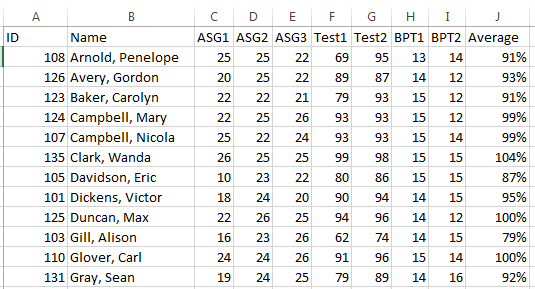 A B C D E F G H I J
ID Name ASG1 ASG2 ASG3 Test1 Test2 BPT1 BPT2 Average
108 Arnold, Penelope 25 25 22 69 95 13 14 91%
126 Avery, Gordon 20 25 22 89 87 14 12 93%
123 Baker, Carolyn 22 22 21 79 93 15 12 91%
124 Campbell, Mary 22 25 26 93 93 15 12 99%
107 Campbell, Nicola 25 22 24 93 93 15 14 99%
135 Clark, Wanda 26 25 25 99 98 15 15 104%
105 Davidson, Eric 10 23 22 80 86 15 15 87%
101 Dickens, Victor 18 24 20 90 94 14 15 95%
125 Duncan, Max 22 26 25 94 96 14 12 100%
103 Gill, Alison 16 23 26 62 74 14 15 79%
110 Glover, Carl 24 24 26 91 96 15 14 100%
131 Gray, Sean 19 24 25 79 89 14 16 92%